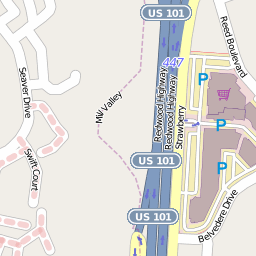 US 101
Reed Boulevard
447
Seaver Drive
Mill Valley
Redwood Highway
Redwood Highway
Strawberry
P
P
P
Swift Court
US 101
US 101
Belvedere Drive